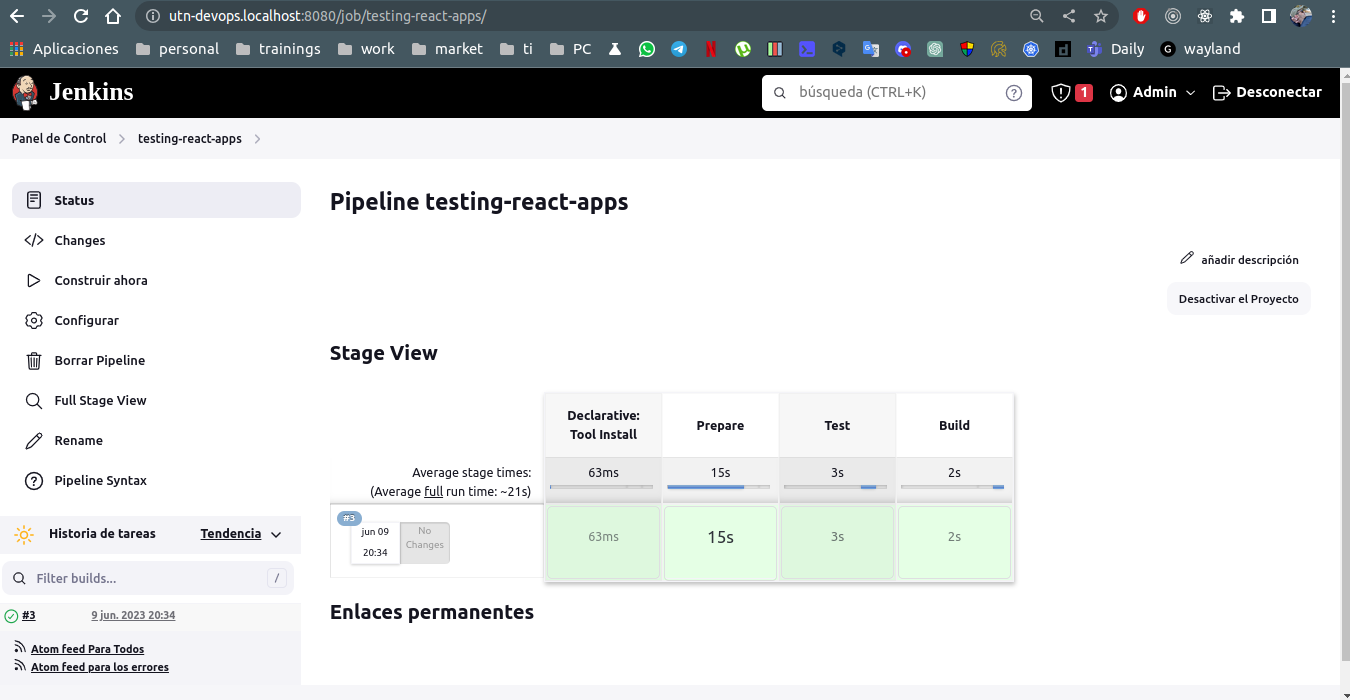 utn-devops.localhost:8080/job/testing-react-apps/
Aplicaciones personal trainings work market ti PC Daily G wayland
Jenkins búsqueda (CTRL+K) ? 1 Admin Desconectar
Panel de Control testing-react-apps
Status
Changes
Construir ahora
Configurar
Borrar Pipeline
Full Stage View
Rename
Pipeline Syntax
Historia de tareas Tendencia
Filter builds... /
#3 9 jun. 2023 20:34
Atom feed Para Todos
Atom feed para los errores
Pipeline testing-react-apps
añadir descripción
Desactivar el Proyecto
Stage View
Declarative:
Tool Install Prepare Test Build
Average stage times: 63ms 15s 3s 2s
(Average full run time: ~21s)
#3
jun 09
20:34
No
Changes
63ms 15s 3s 2s
Enlaces permanentes